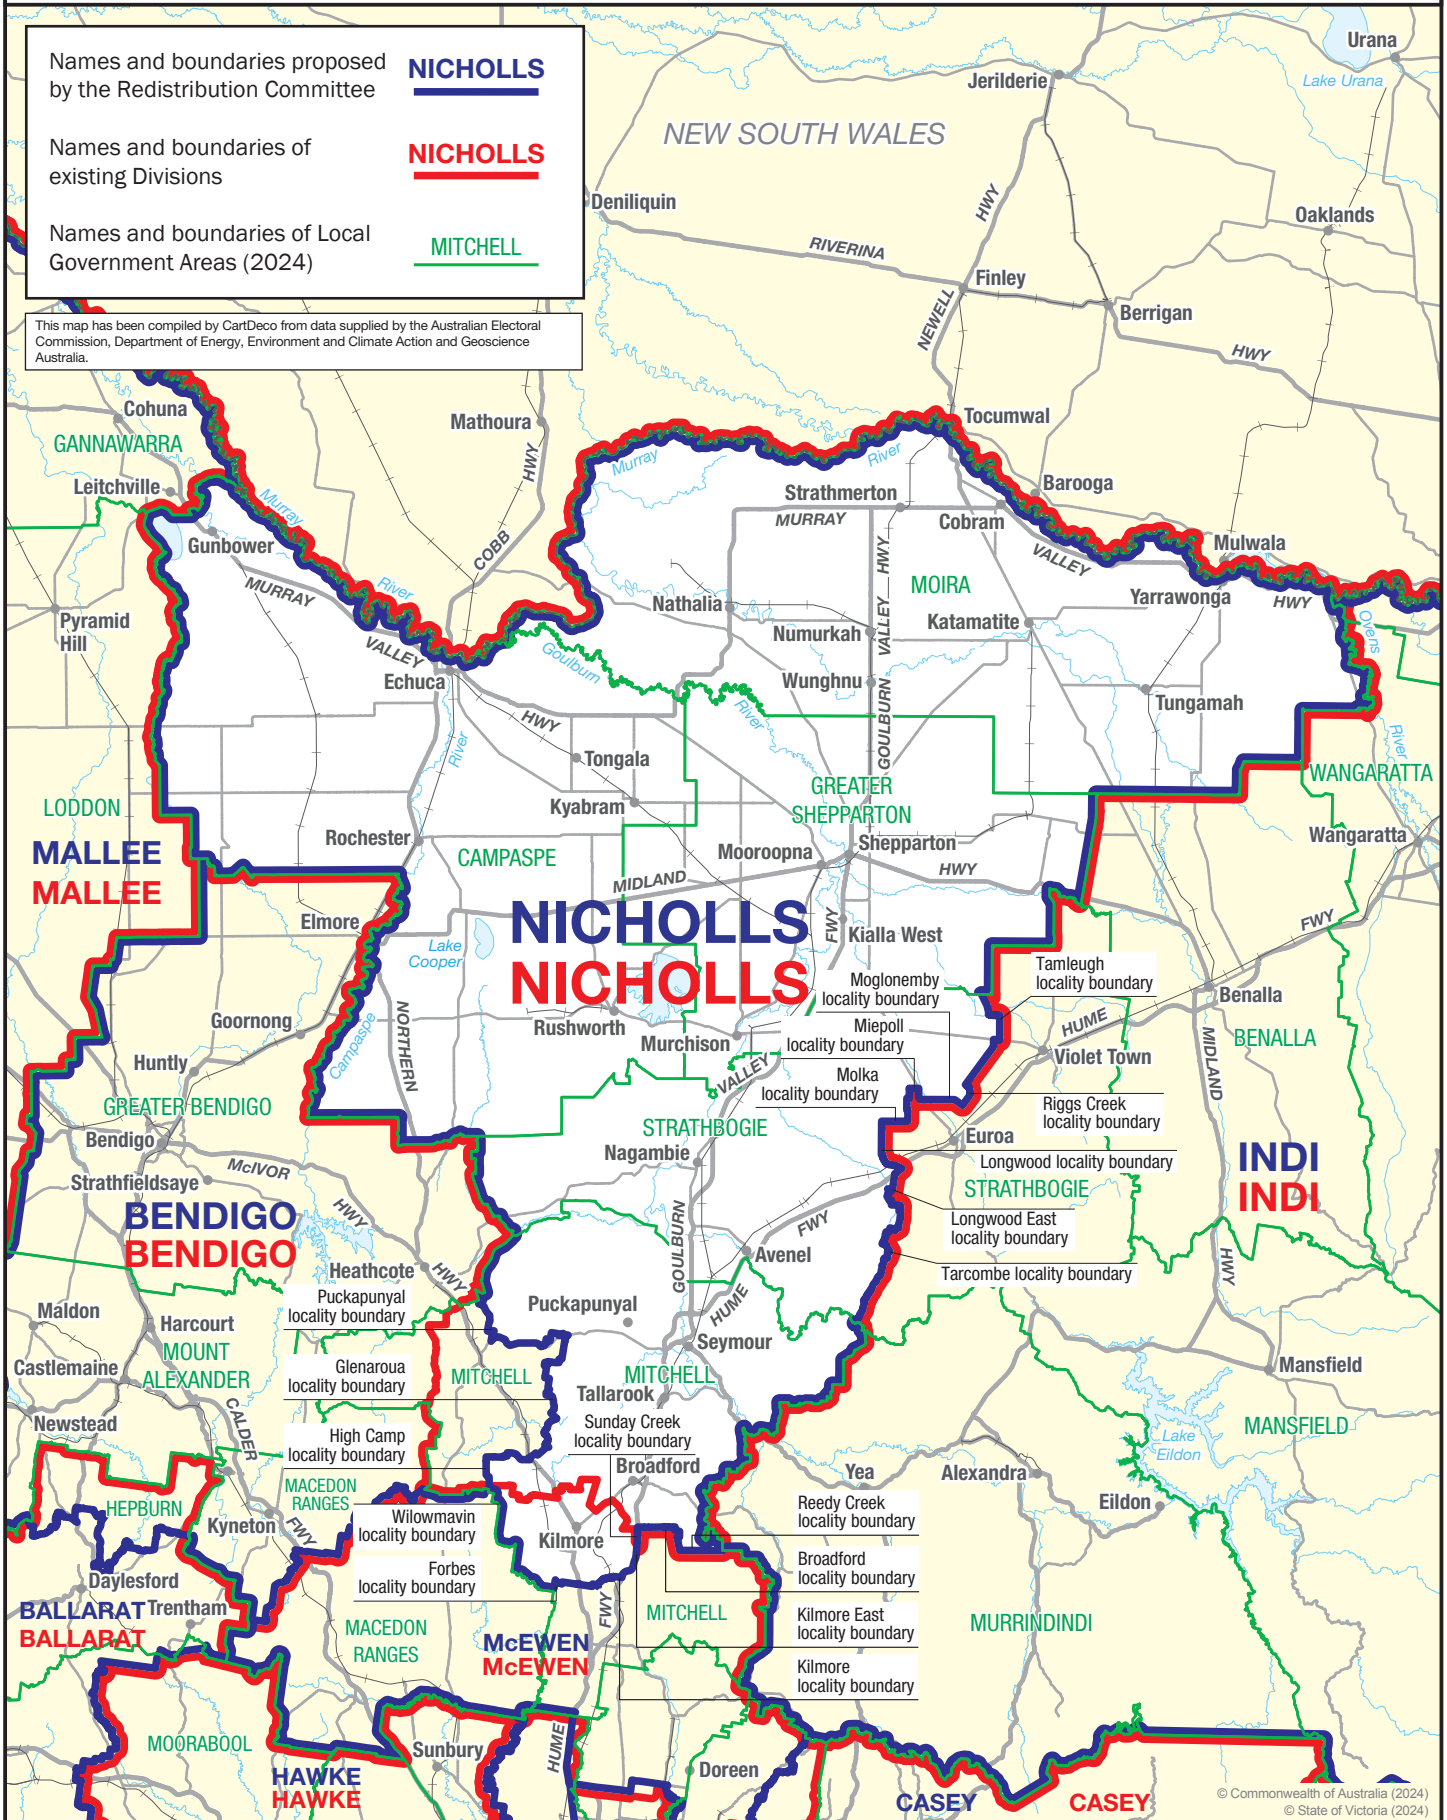 Names and boundaries proposed
by the Redistribution Committee
NICHOLLS
Names and boundaries of
existing Divisions
NICHOLLS
Names and boundaries of Local
Government Areas (2024)
MITCHELL
This map has been compiled by CartDeco from data supplied by the Australian Electoral
Commission, Department of Energy, Environment and Climate Action and Geoscience
Australia.
Urana
Lake Urana
Jerilderie
NEW SOUTH WALES
Deniliquin
HWY
Oaklands
RIVERINA
Finley
Berrigan
NEWELL
HWY
Cohuna
GANNAWARRA
Mathoura
Tocumwal
HWY
Murray
River
Leitchville
Murray
Strathmerton
MURRAY
Barooga
Cobram
Gunbower
COBB
HWY
VALLEY
Mulwala
MURRAY
River
MOIRA
Nathalia
Yarrawonga
HWY
Pyramid
Hill
Numurkah
VALLEY
Katamatite
Ovens
VALLEY
Goulburn
Echuca
Wunghnu
GOULBURN
Tungamah
HWY
River
River
River
Tongala
WANGARATTA
LODDON
Kyabram
GREATER
SHEPPARTON
MALLEE
MALLEE
Rochester
CAMPASPE
Mooroopna
Shepparton
Wangaratta
MIDLAND
HWY
NICHOLLS
NICHOLLS
Elmore
FWY
Kialla West
FWY
Lake
Cooper
Tamleugh
locality boundary
Moglonemby
locality boundary
Benalla
Goornong
Campaspe
NORTHERN
Rushworth
Murchison
Miepoll
locality boundary
HUME
MIDLAND
BENALLA
Huntly
VALLEY
Violet Town
Molka
locality boundary
GREATER BENDIGO
Riggs Creek
locality boundary
Bendigo
STRATHBOGIE
Euroa
Nagambie
McIVOR
Longwood locality boundary
INDI
INDI
Strathfieldsaye
STRATHBOGIE
BENDIGO
BENDIGO
HWY
GOULBURN
FWY
Longwood East
locality boundary
Avenel
HWY
Heathcote
HWY
Tarcombe locality boundary
Puckapunyal
locality boundary
Puckapunyal
HUME
Maldon
Harcourt
MOUNT
ALEXANDER
Seymour
Castlemaine
Glenaroua
locality boundary
MITCHELL
MITCHELL
Mansfield
Tallarook
Newstead
CALDER
Sunday Creek
locality boundary
MANSFIELD
High Camp
locality boundary
Lake
Eildon
Broadford
Yea
Alexandra
Eildon
HEPBURN
MACEDON
RANGES
Kyneton
FWY
Wilowmavin
locality boundary
Kilmore
Reedy Creek
locality boundary
Forbes
locality boundary
Broadford
locality boundary
Daylesford
BALLARAT
BALLARAT
Trentham
FWY
MITCHELL
Kilmore East
locality boundary
MURRINDINDI
MACEDON
RANGES
McEWEN
McEWEN
Kilmore
locality boundary
MOORABOOL
HUME
Sunbury
Doreen
HAWKE
HAWKE
CASEY
CASEY
© Commonwealth of Australia (2024)
© State of Victoria (2024)